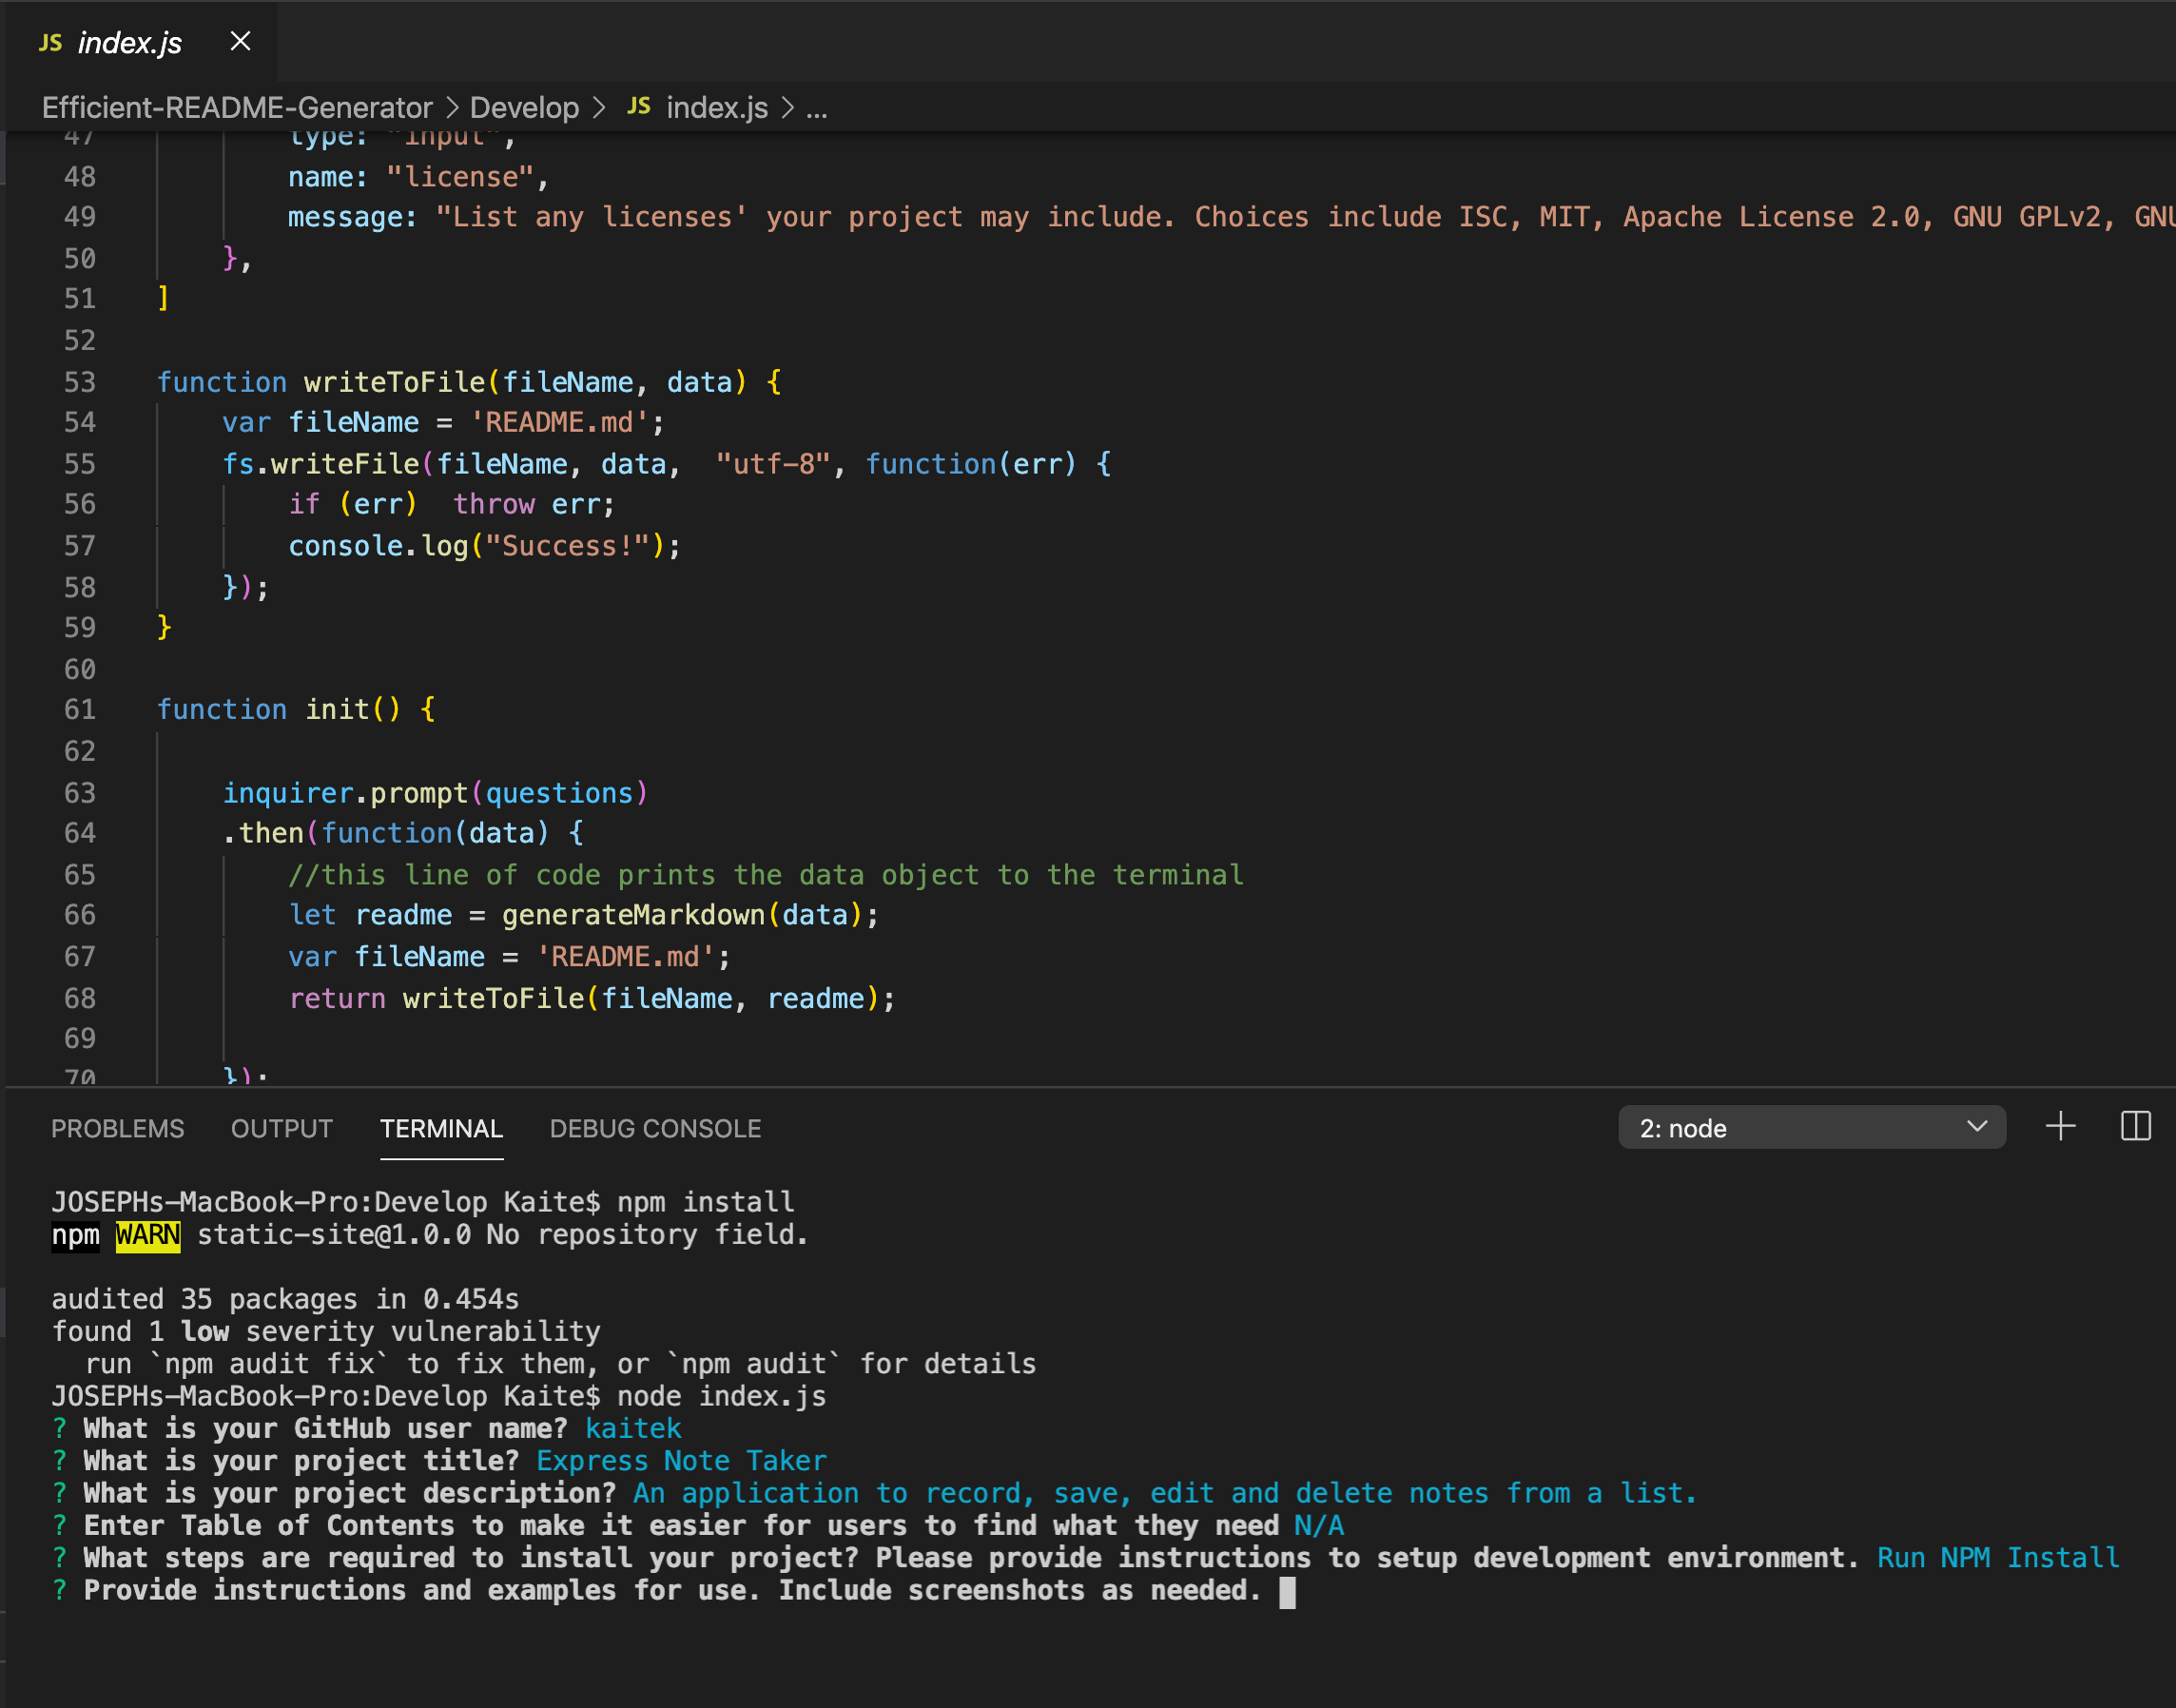 JS index.js
Efficient-README-Generator > Develop > JS index.js > ...
47 type: "input",
48 name: "license",
49 message: "List any licenses' your project may include. Choices include ISC, MIT, Apache License 2.0, GNU GPLv2, GNU
50 },
51 ]
52
53 function writeToFile(fileName, data) {
54 var fileName = 'README.md';
55 fs.writeFile(fileName, data,  "utf-8", function(err) {
56 if (err)  throw err;
57 console.log("Success!");
58 });
59 }
60
61 function init() {
62
63 inquirer.prompt(questions)
64 .then(function(data) {
65 //this line of code prints the data object to the terminal
66 let readme = generateMarkdown(data);
67 var fileName = 'README.md';
68 return writeToFile(fileName, readme);
69
70 });
PROBLEMS OUTPUT TERMINAL DEBUG CONSOLE 2: node
JOSEPHs-MacBook-Pro:Develop Kaite$ npm install
npm WARN static-site@1.0.0 No repository field.
audited 35 packages in 0.454s
found 1 low severity vulnerability
run `npm audit fix` to fix them, or `npm audit` for details
JOSEPHs-MacBook-Pro:Develop Kaite$ node index.js
? What is your GitHub user name? kaitek
? What is your project title? Express Note Taker
? What is your project description? An application to record, save, edit and delete notes from a list.
? Enter Table of Contents to make it easier for users to find what they need N/A
? What steps are required to install your project? Please provide instructions to setup development environment. Run NPM Install
? Provide instructions and examples for use. Include screenshots as needed.